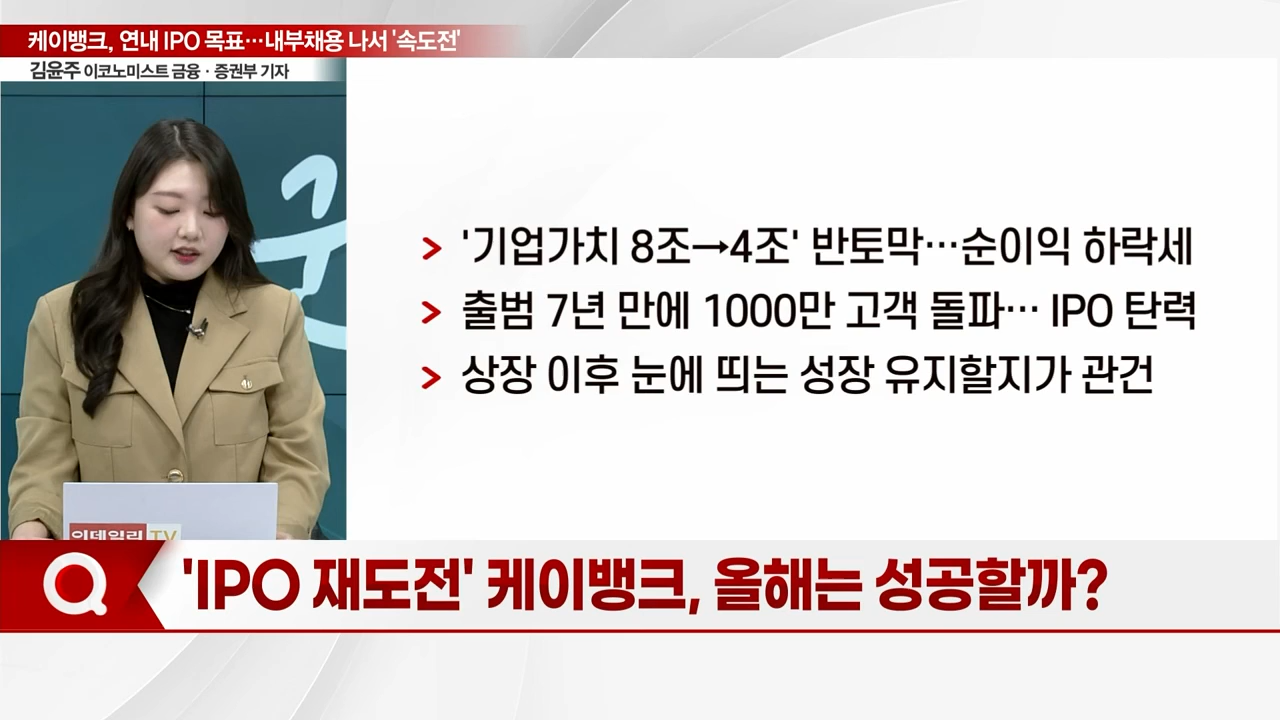 케이뱅크, 연내 IPO 목표…내부채용 나서 '속도전'
김윤주 이코노미스트 금융·증권부 기자
> '기업가치 8조→4조' 반토막…순이익 하락세
> 출범 7년 만에 1000만 고객 돌파… IPO 탄력
> 상장 이후 눈에 띄는 성장 유지할지가 관건
이데일리 TV
Q 'IPO 재도전' 케이뱅크, 올해는 성공할까?